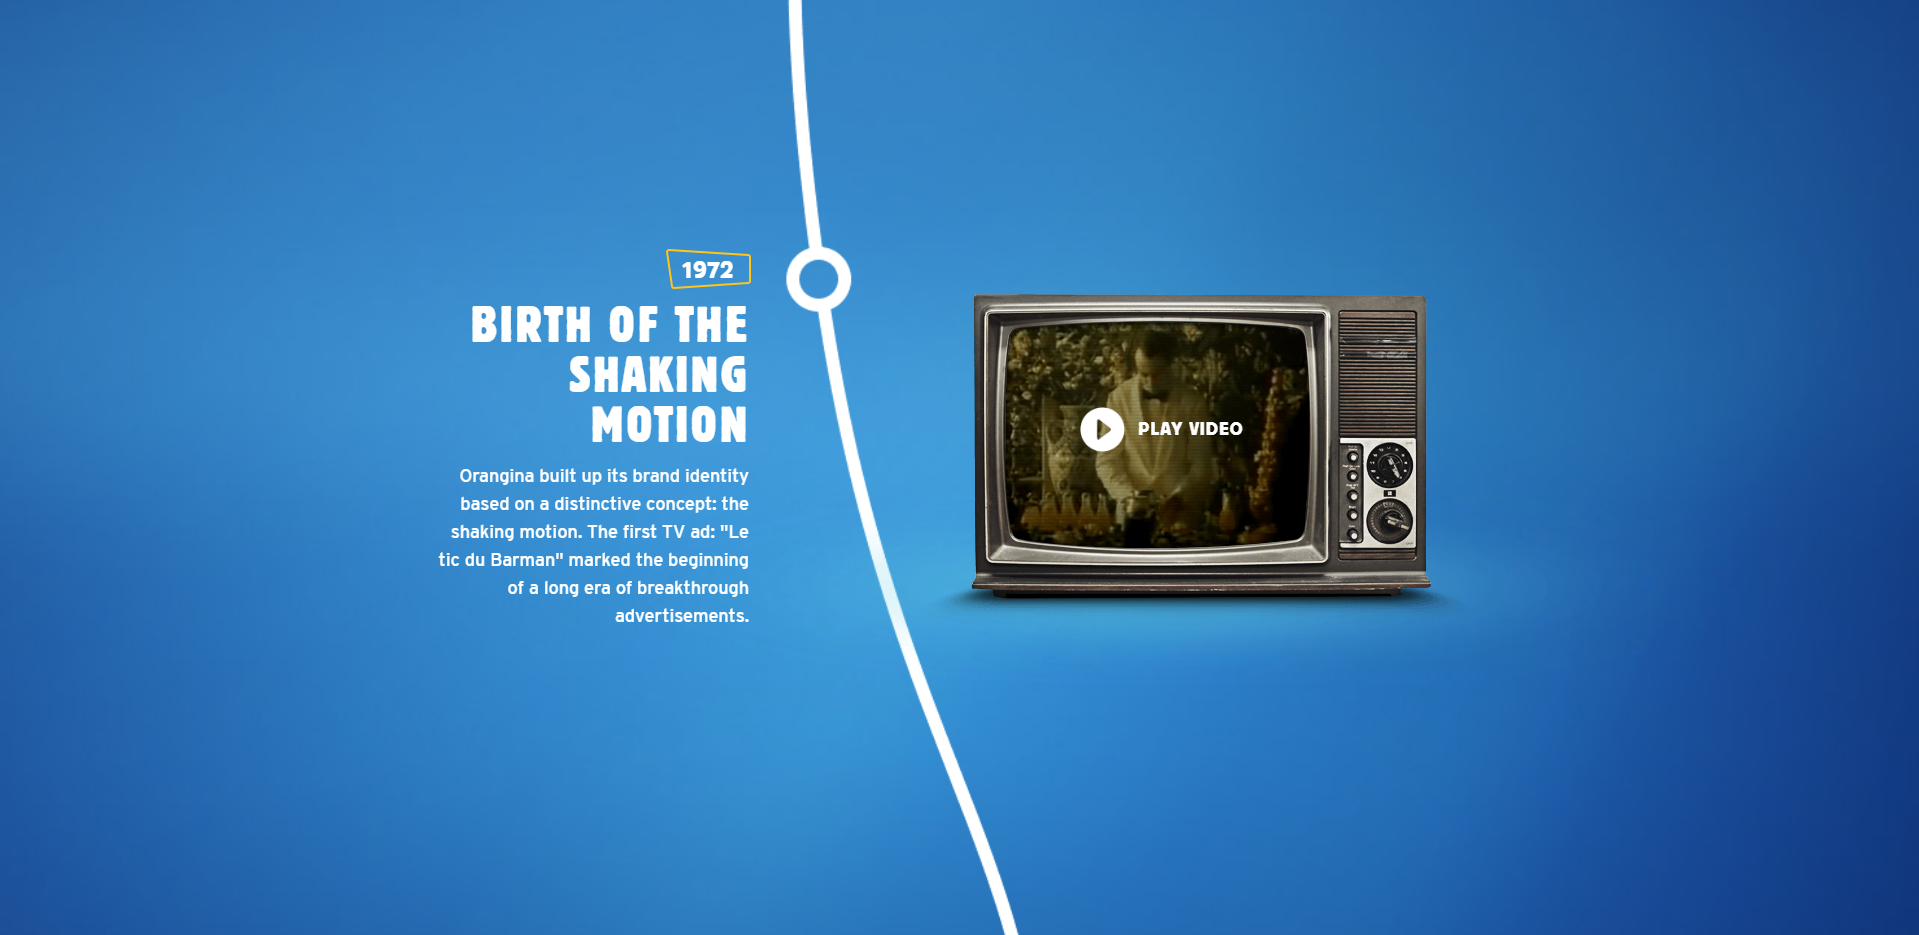 1972
BIRTH OF THE
SHAKING
MOTION
Orangina built up its brand identity
based on a distinctive concept: the
shaking motion. The first TV ad: "Le
tic du Barman" marked the beginning
of a long era of breakthrough
advertisements.
PLAY VIDEO